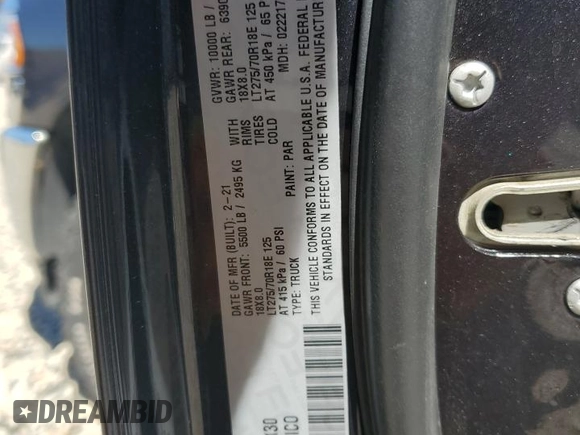 DATE OF MFR (BUILT): 2-21 GVWR: 10000 LB /
GAWR FRONT: 5500 LB / 2495 KG WITH GAWR REAR:
18X8.0 RIMS 18X8.0
LT275/70R18E 125 TIRES LT275/70R18E 125
AT 415 kPa / 60 PSI COLD AT 450 kPa / 65
TYPE: TRUCK PAINT: PAR MDH:
THIS VEHICLE CONFORMS TO ALL APPLICABLE U.S.A. FEDERAL
STANDARDS IN EFFECT ON THE DATE OF MANUFACTUR
DREAMBID